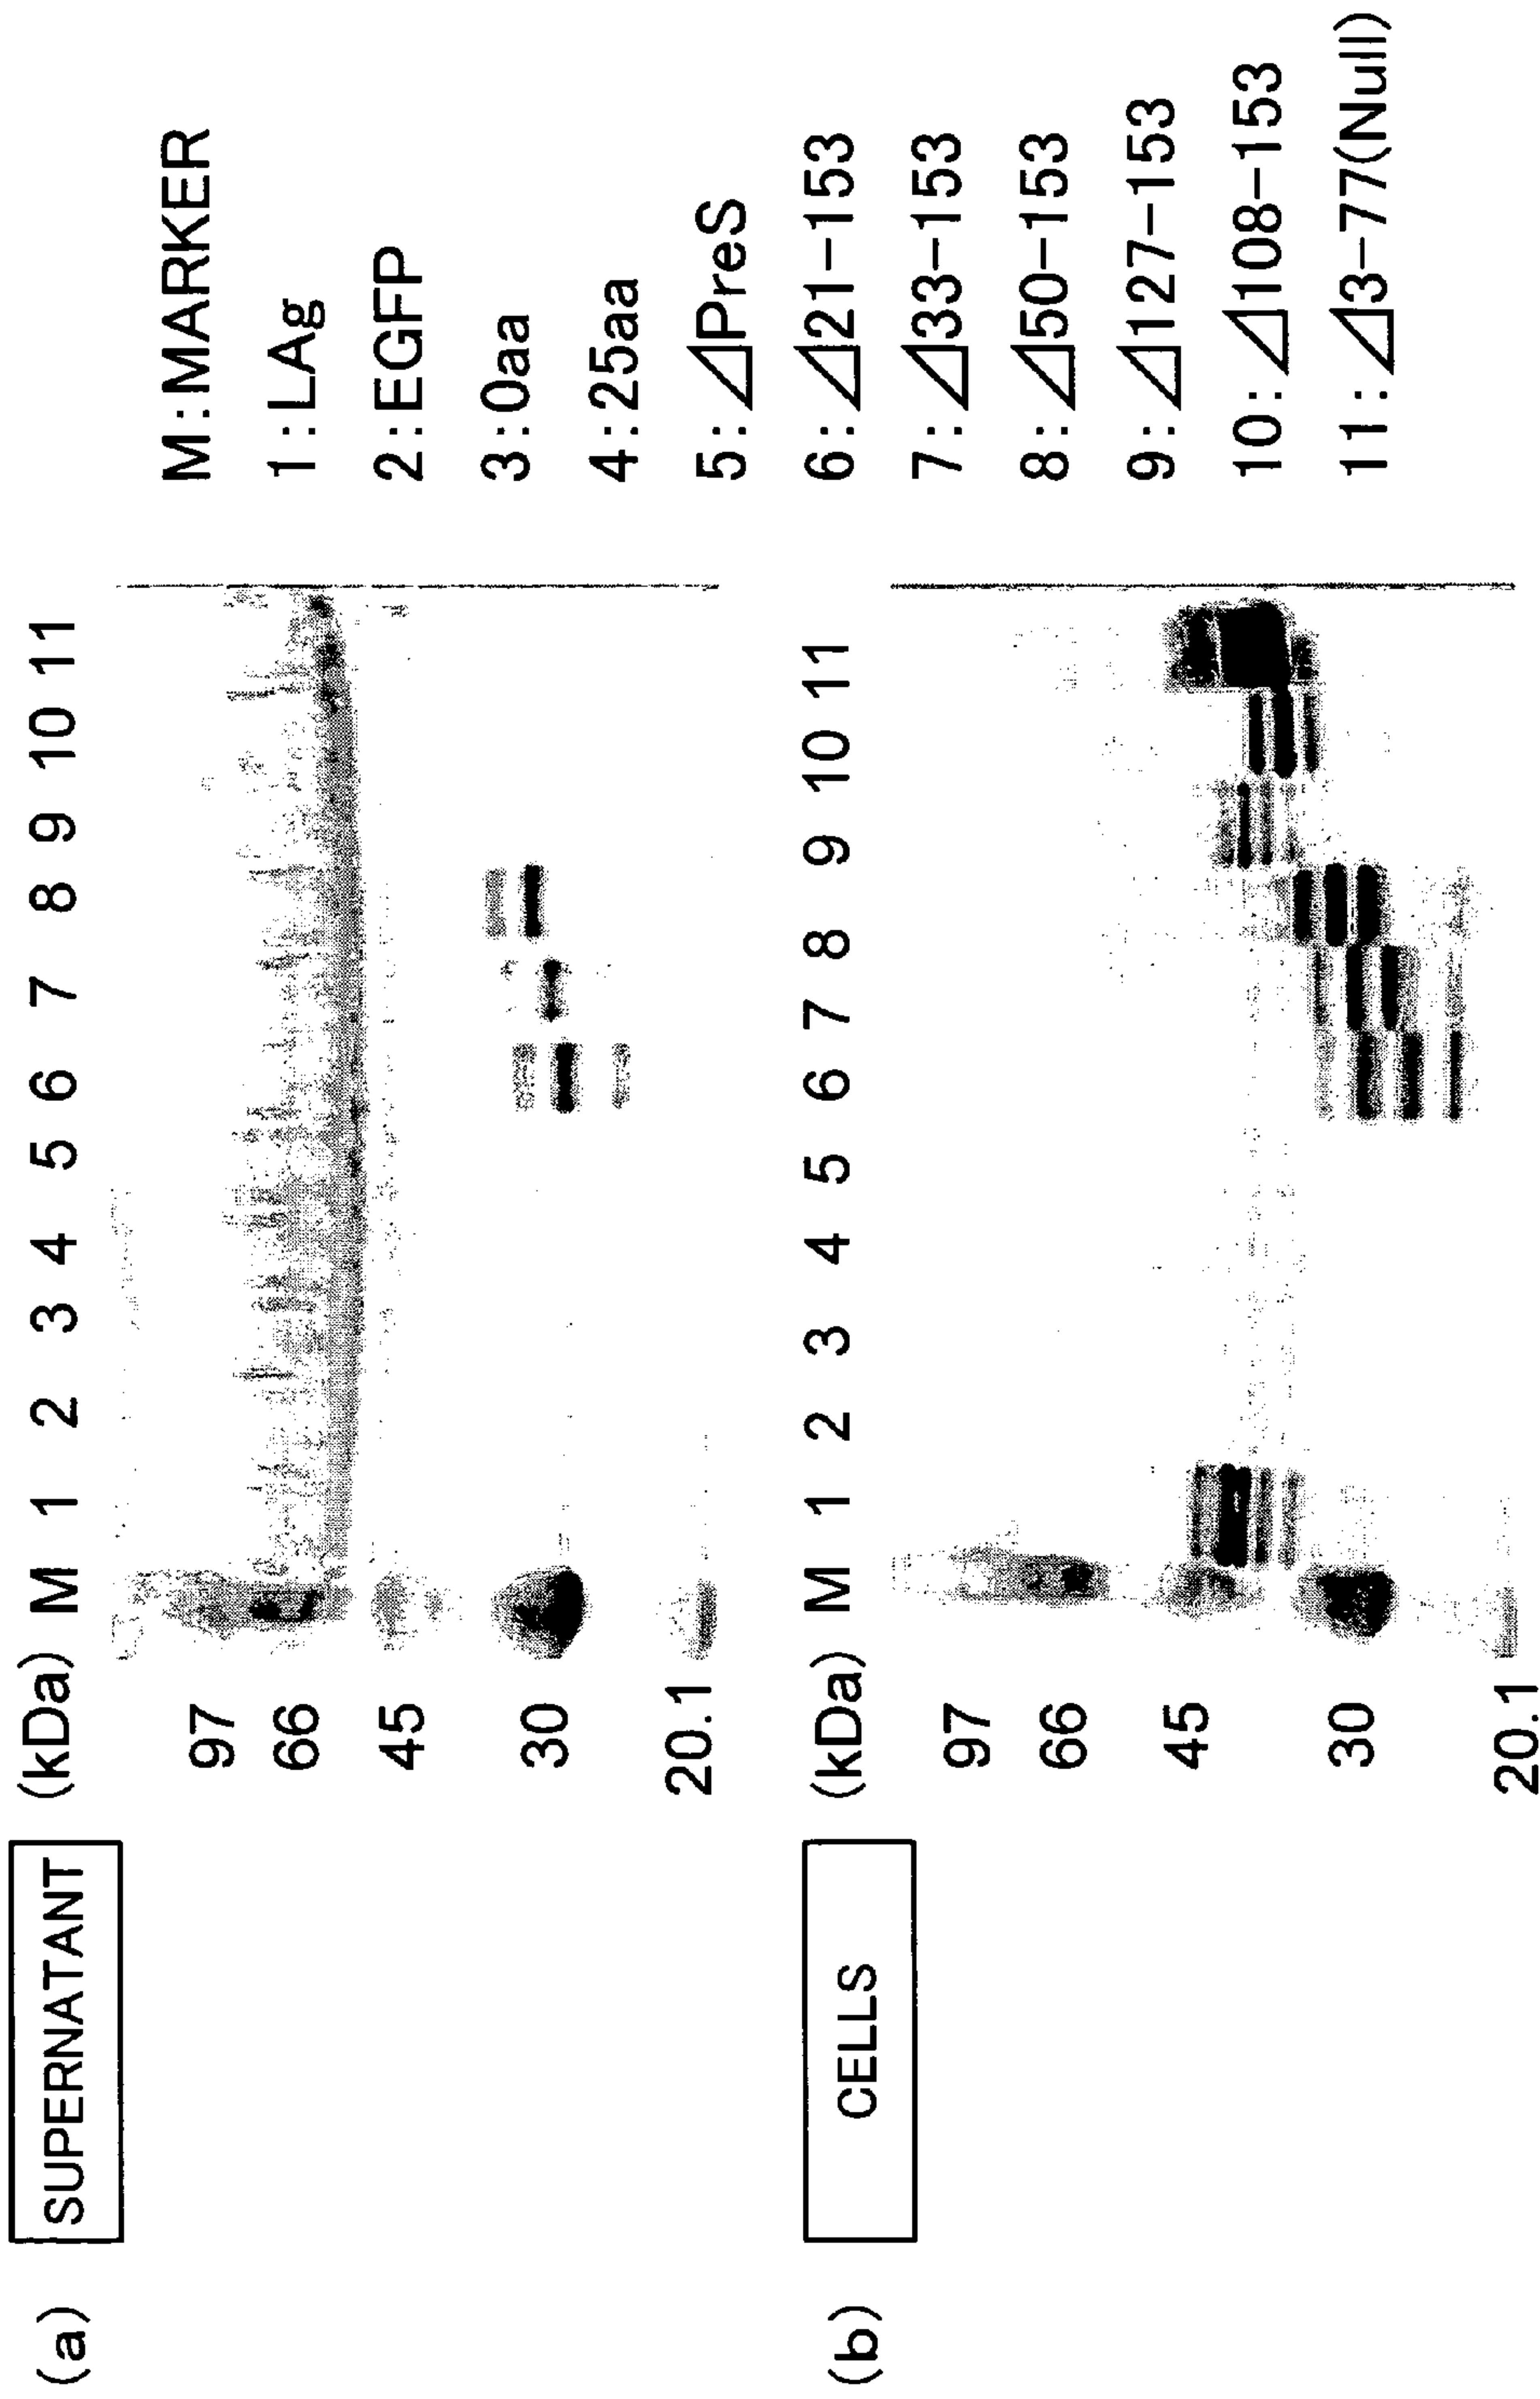 (a) SUPERNATANT
(kDa) M 1 2 3 4 5 6 7 8 9 10 11
97
66
45
30
20.1
(b) CELLS
(kDa) M 1 2 3 4 5 6 7 8 9 10 11
97
66
45
30
20.1
M:MARKER
1:LAg
2:EGFP
3:0aa
4:25aa
5:⊿PreS
6:⊿21-153
7:⊿33-153
8:⊿50-153
9:⊿127-153
10:⊿108-153
11:⊿3-77(Null)